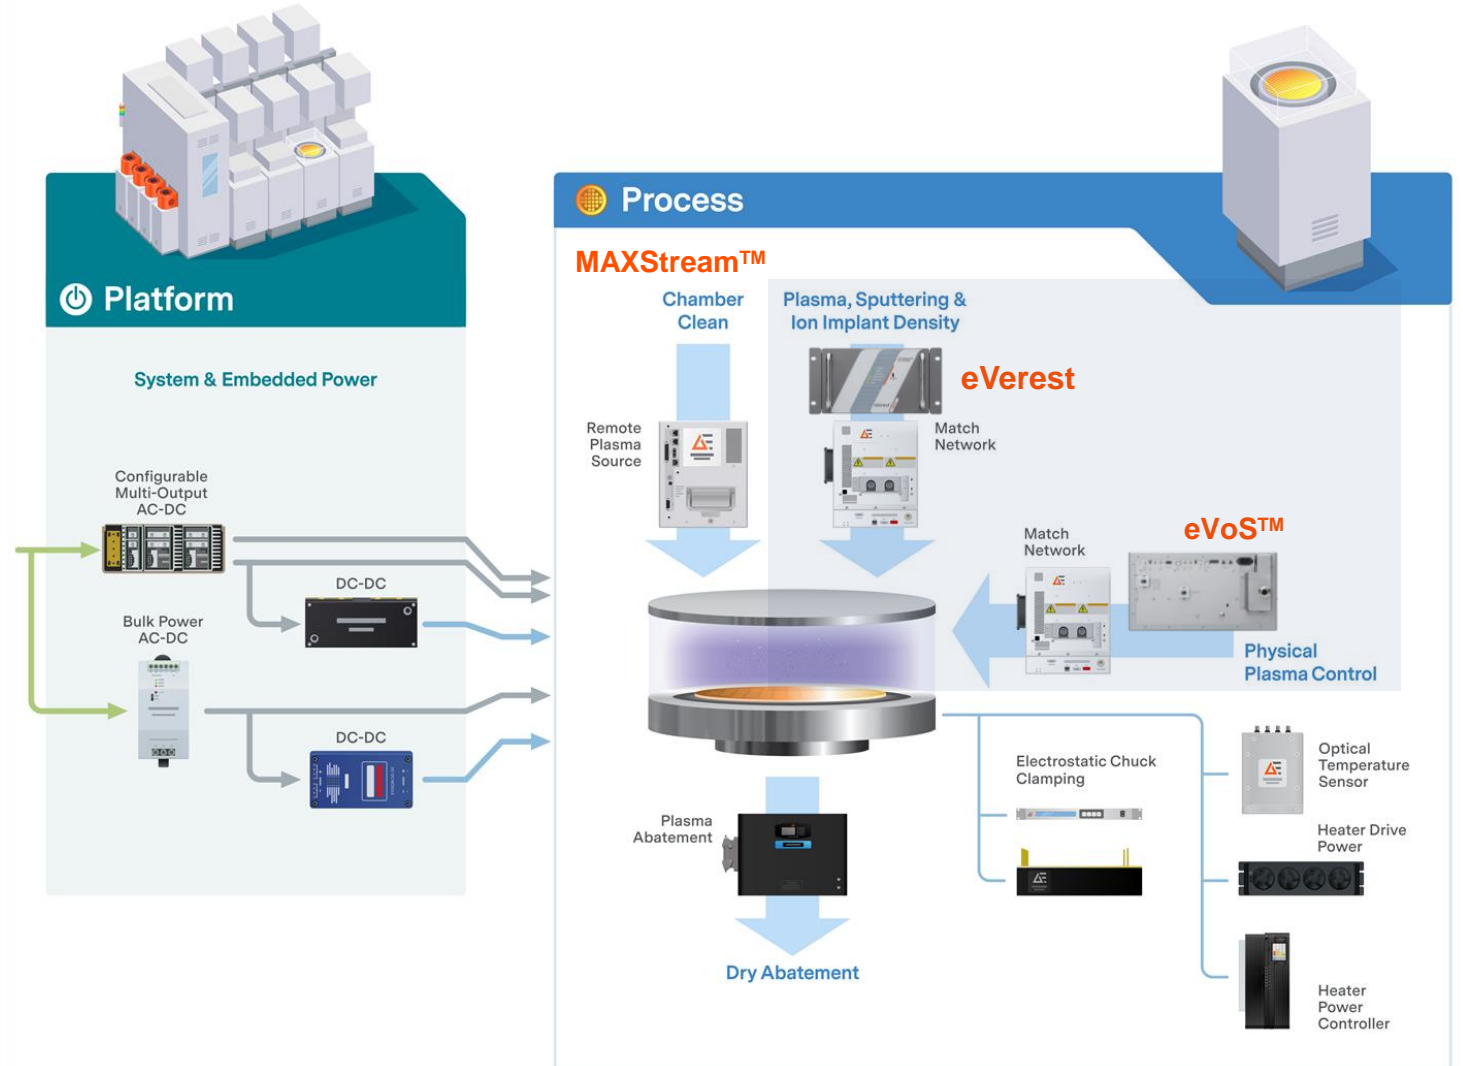 Platform
System & Embedded Power
Configurable
Multi-Output
AC-DC
DC-DC
Bulk Power
AC-DC
DC-DC
Process
MAXStream™
Chamber
Clean
Plasma, Sputtering &
Ion Implant Density
eVerest
Remote
Plasma
Source
Match
Network
eVoS™
Match
Network
Physical
Plasma Control
Electrostatic Chuck
Clamping
Optical
Temperature
Sensor
Plasma
Abatement
Heater Drive
Power
Dry Abatement
Heater
Power
Controller